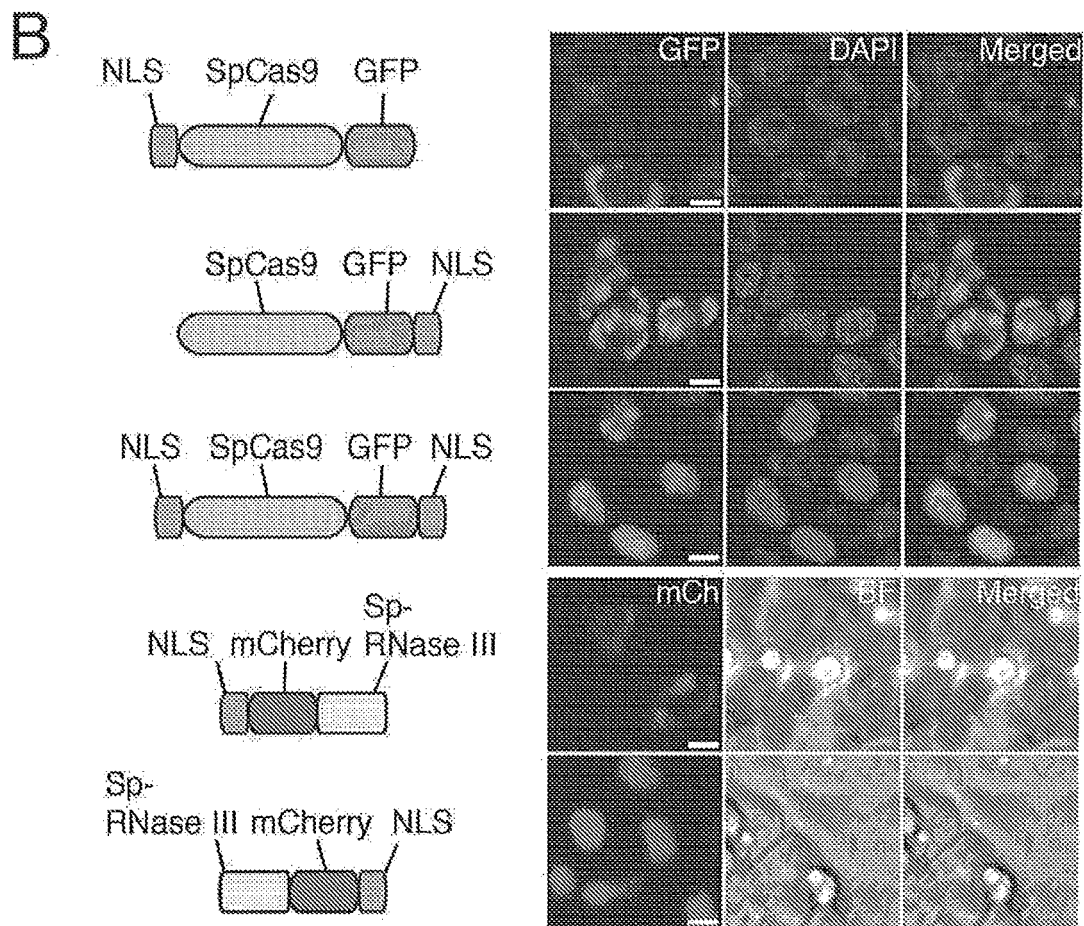 B
NLS SpCas9 GFP
GFP DAPI Merged
SpCas9 GFP NLS
NLS SpCas9 GFP NLS
Sp-
NLS mCherry RNase III
mCh BF Merged
Sp-
RNase III mCherry NLS